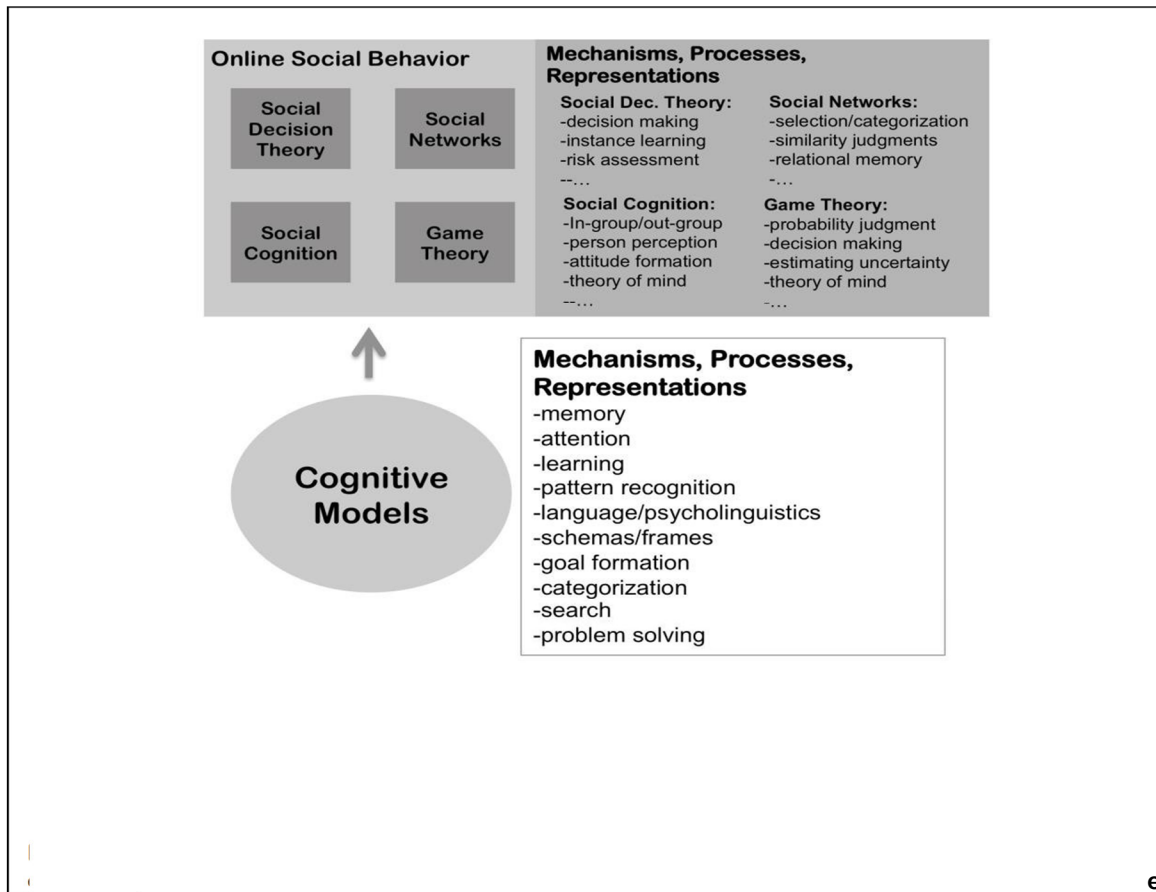 Online Social Behavior
Social
Decision
Theory
Social
Networks
Social
Cognition
Game
Theory
Mechanisms, Processes,
Representations
Social Dec. Theory:
-decision making
-instance learning
-risk assessment
--...
Social Networks:
-selection/categorization
-similarity judgments
-relational memory
-...
Social Cognition:
-In-group/out-group
-person perception
-attitude formation
-theory of mind
--...
Game Theory:
-probability judgment
-decision making
-estimating uncertainty
-theory of mind
-...
Cognitive
Models
Mechanisms, Processes,
Representations
-memory
-attention
-learning
-pattern recognition
-language/psycholinguistics
-schemas/frames
-goal formation
-categorization
-search
-problem solving
e